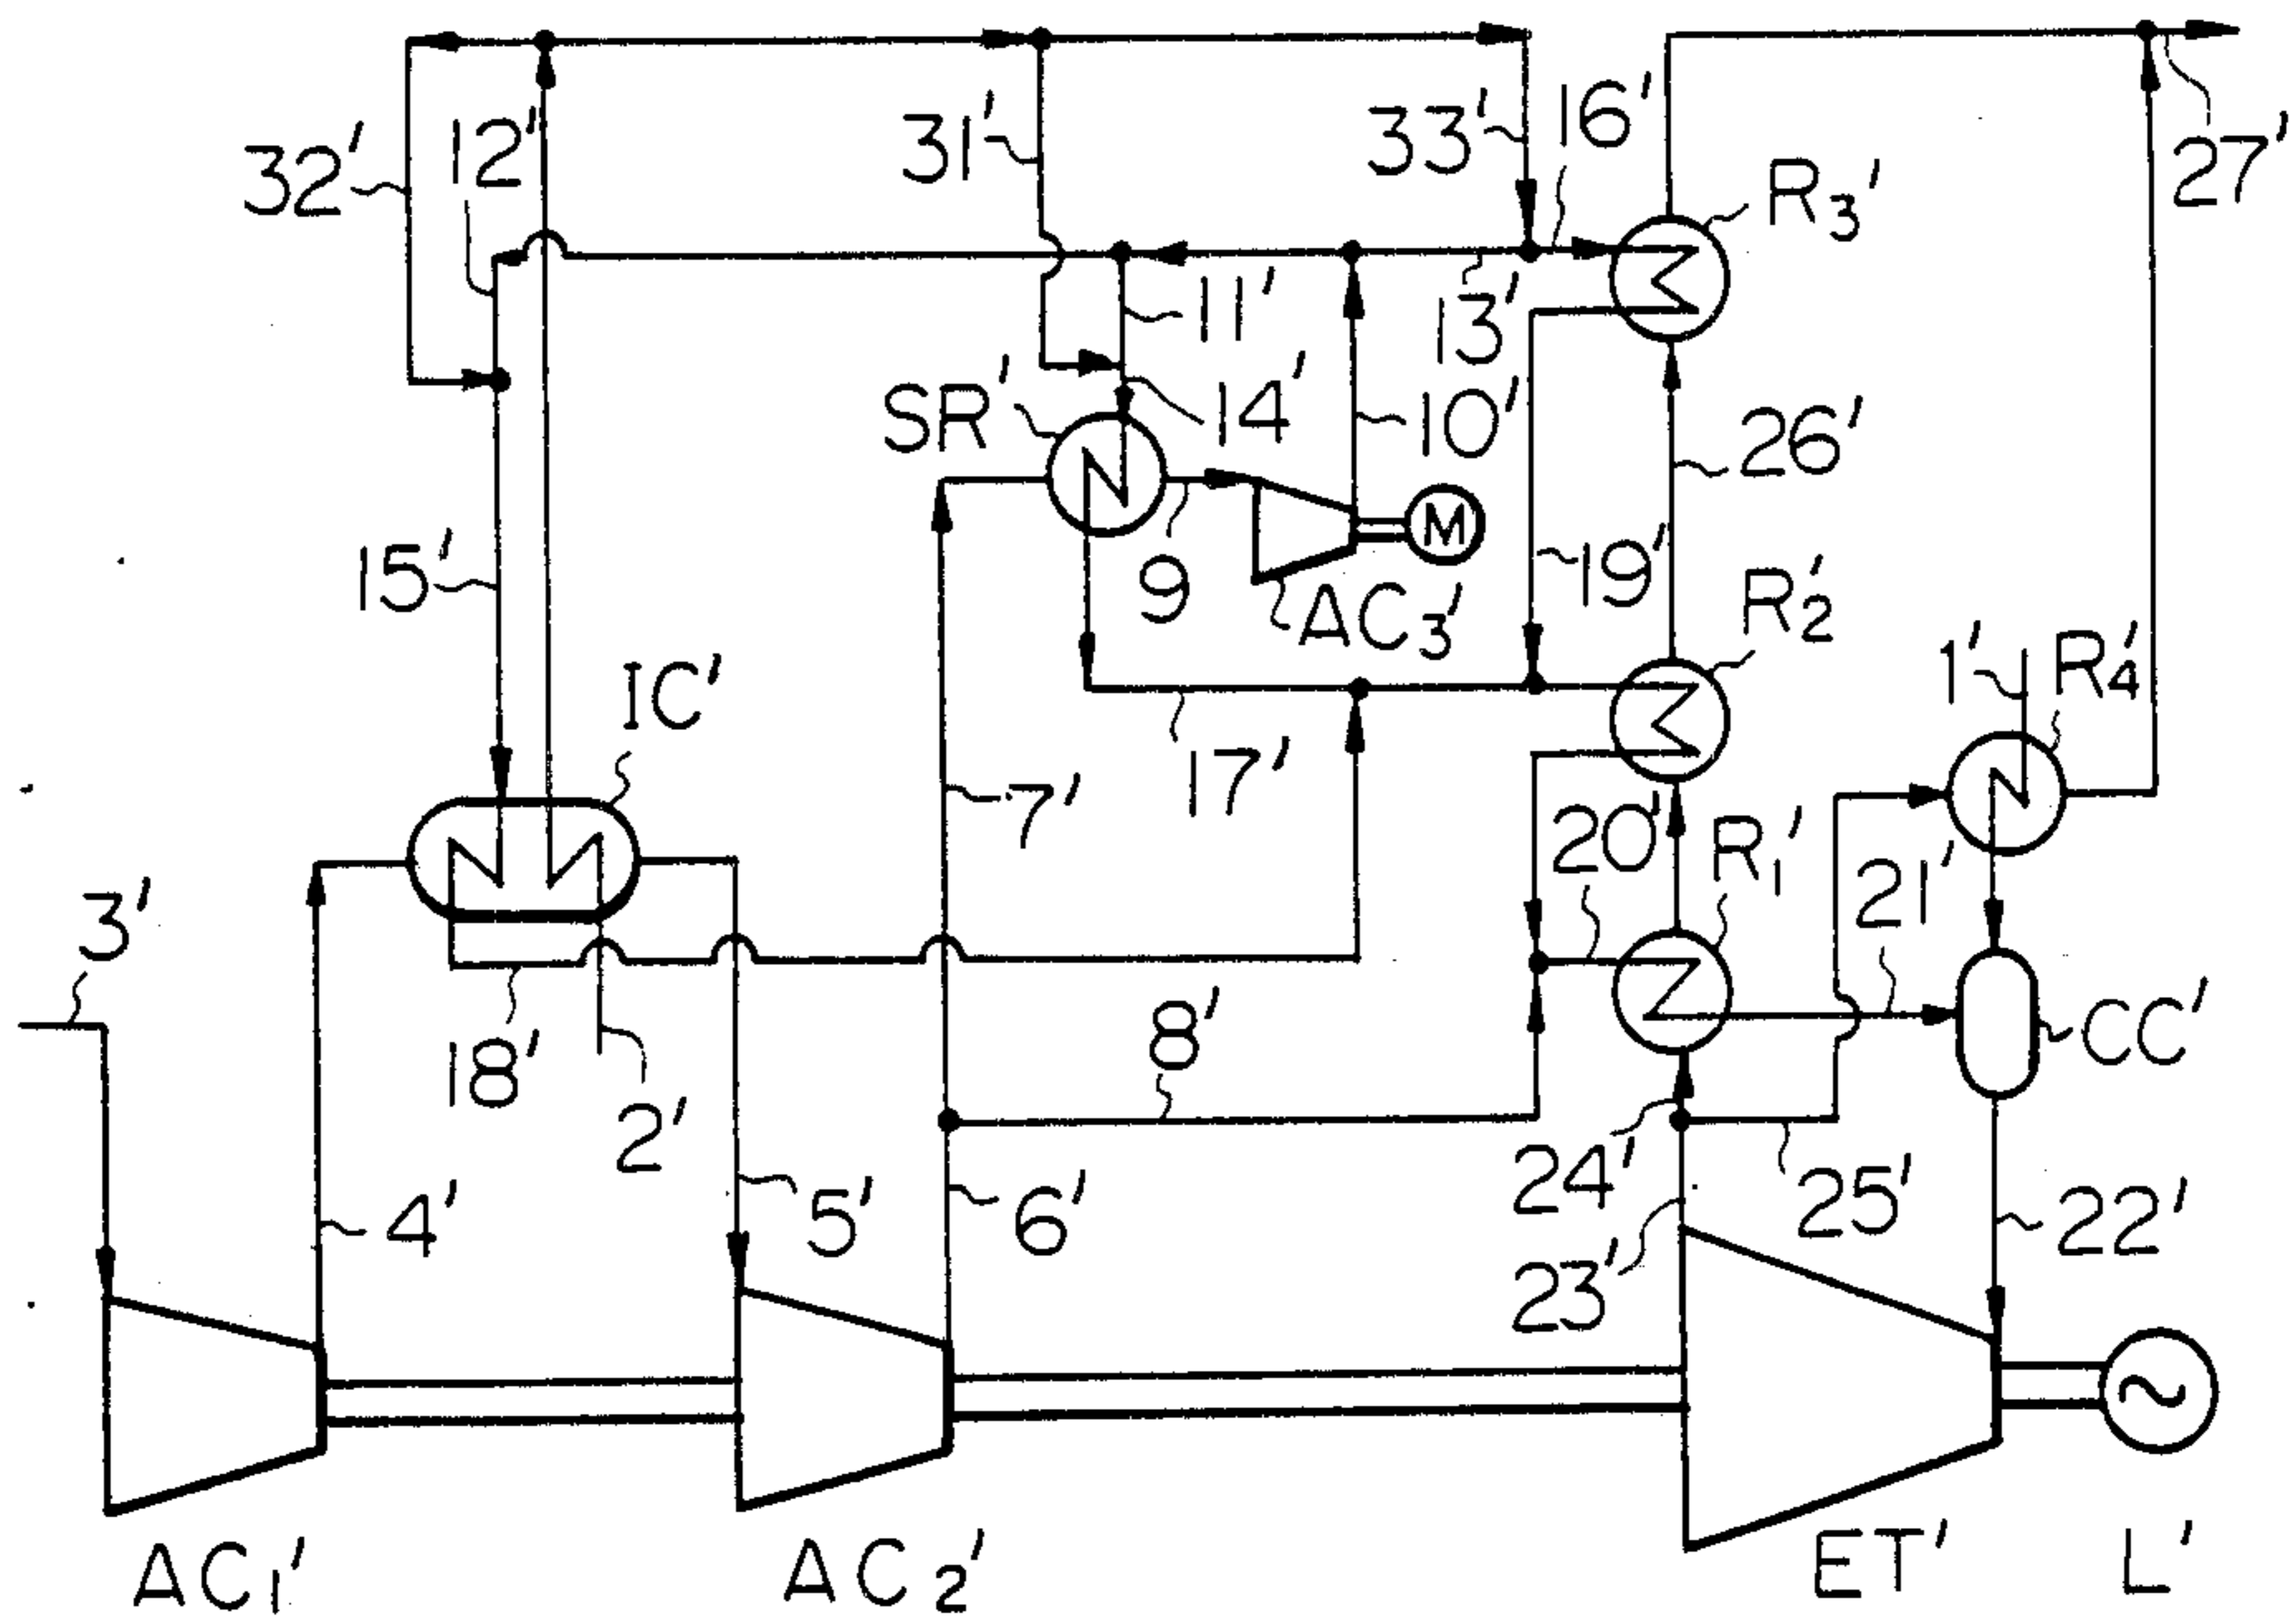 32'
12'
31'
33'
16'
27'
R3'
11'
13'
SR'
14'
10'
26'
15'
9
AC3'
19'
R2'
1'
R4'
IC'
7'
17'
20'
R1'
21'
3'
18'
2'
8'
CC'
4'
5'
6'
24'
25'
22'
23'
M
~
AC1'
AC2'
ET'
L'